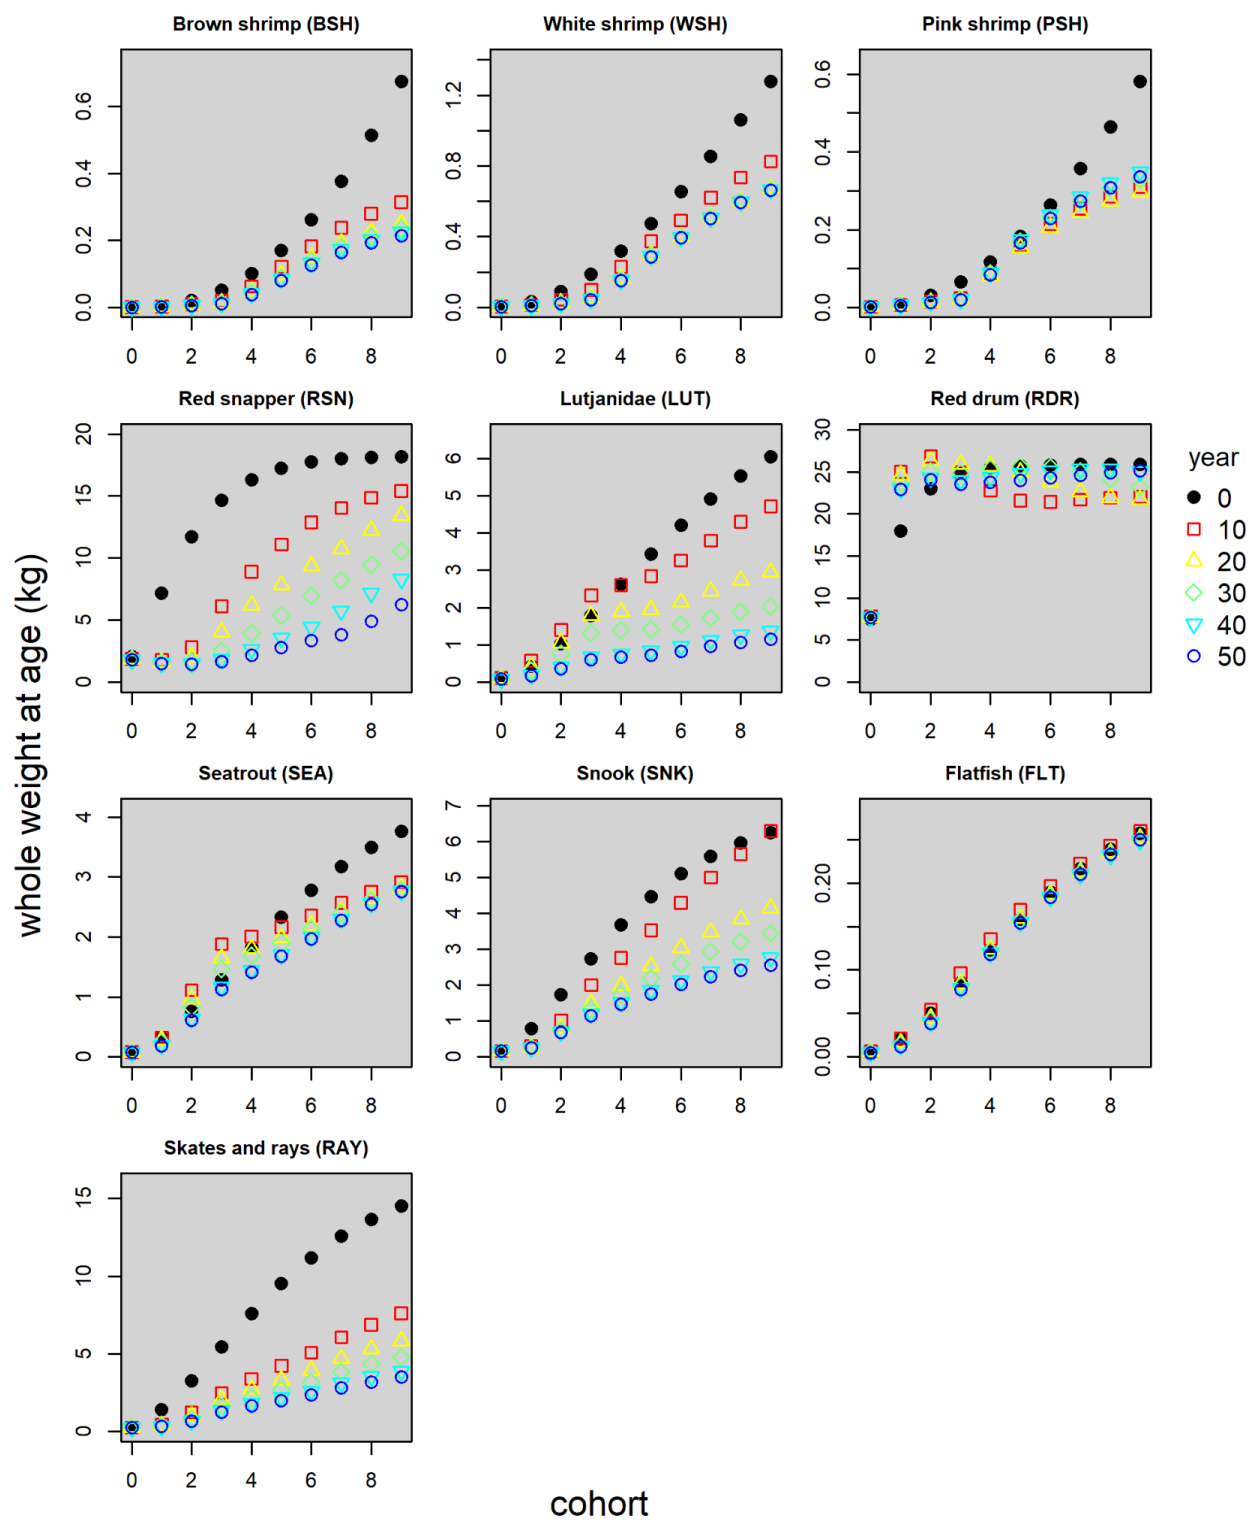 Brown shrimp (BSH)
White shrimp (WSH)
Pink shrimp (PSH)
0.0 0.2 0.4 0.6
0 2 4 6 8
0.0 0.4 0.8 1.2
0 2 4 6 8
0.0 0.2 0.4 0.6
0 2 4 6 8
Red snapper (RSN)
Lutjanidae (LUT)
Red drum (RDR)
0 5 10 15 20
0 2 4 6 8
0 1 2 3 4 5 6
0 2 4 6 8
0 5 10 15 20 25 30
0 2 4 6 8
year
0
10
20
30
40
50
whole weight at age (kg)
Seatrout (SEA)
Snook (SNK)
Flatfish (FLT)
0 1 2 3 4
0 2 4 6 8
0 1 2 3 4 5 6 7
0 2 4 6 8
0.00 0.10 0.20
0 2 4 6 8
Skates and rays (RAY)
0 5 10 15
0 2 4 6 8
cohort